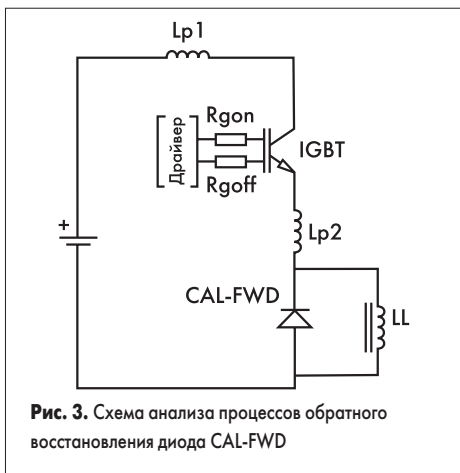 Lp1
Rgon
Драйвер
IGBT
Rgoff
Lp2
+
CAL-FWD
LL
Рис. 3. Схема анализа процессов обратного
восстановления диода CAL-FWD